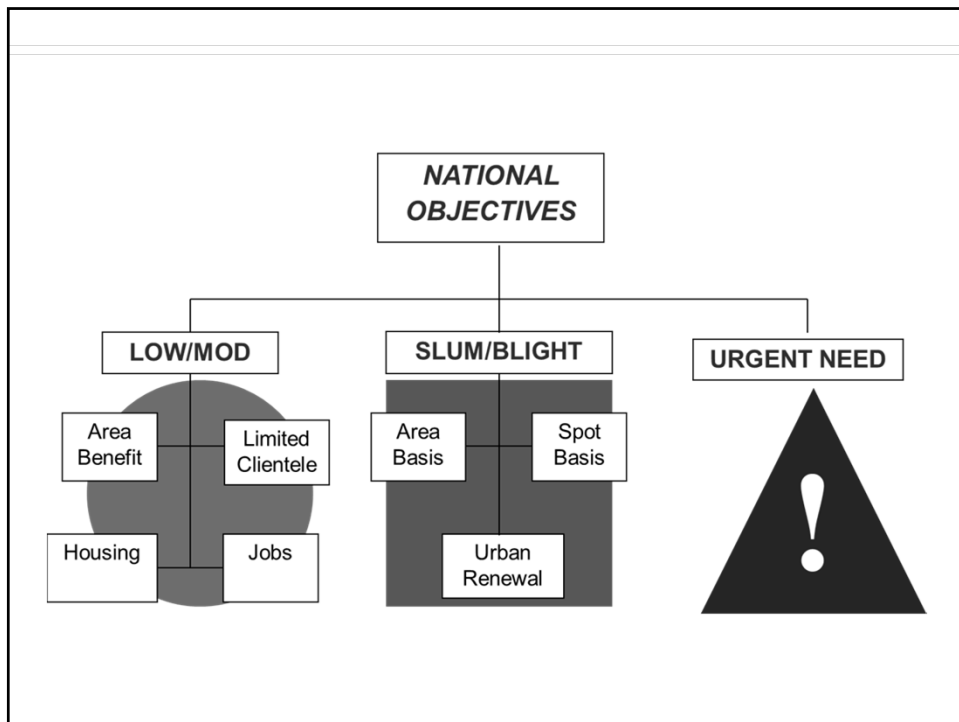 NATIONAL
OBJECTIVES
LOW/MOD
SLUM/BLIGHT
URGENT NEED
Area
Benefit
Limited
Clientele
Area
Basis
Spot
Basis
!
Housing
Jobs
Urban
Renewal